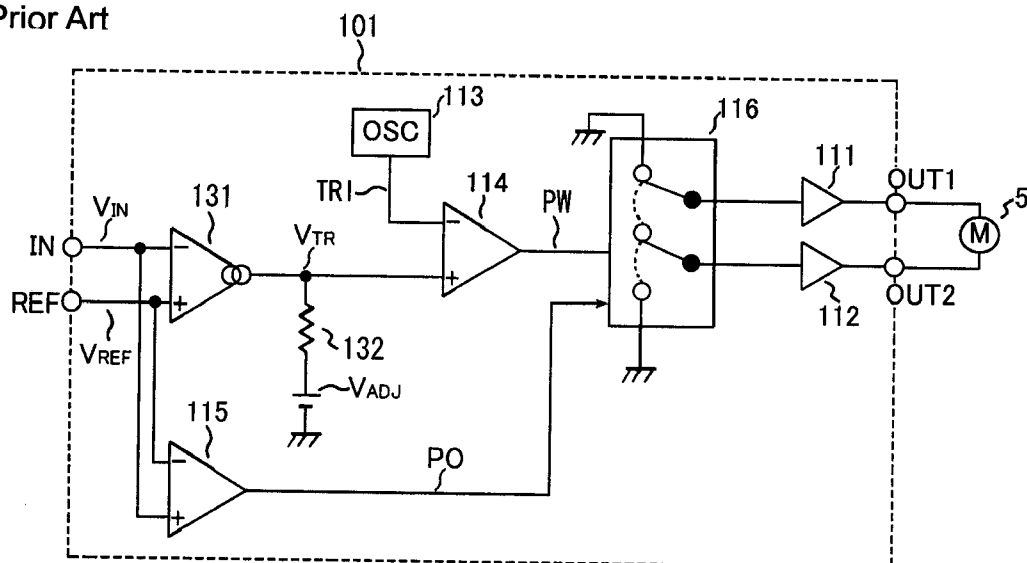 Prior Art
101
113
OSC
116
TRI
114
111
OUT1
5
131
VIN
PW
M
VTR
IN
REF
112
OUT2
132
VREF
VADJ
115
PO